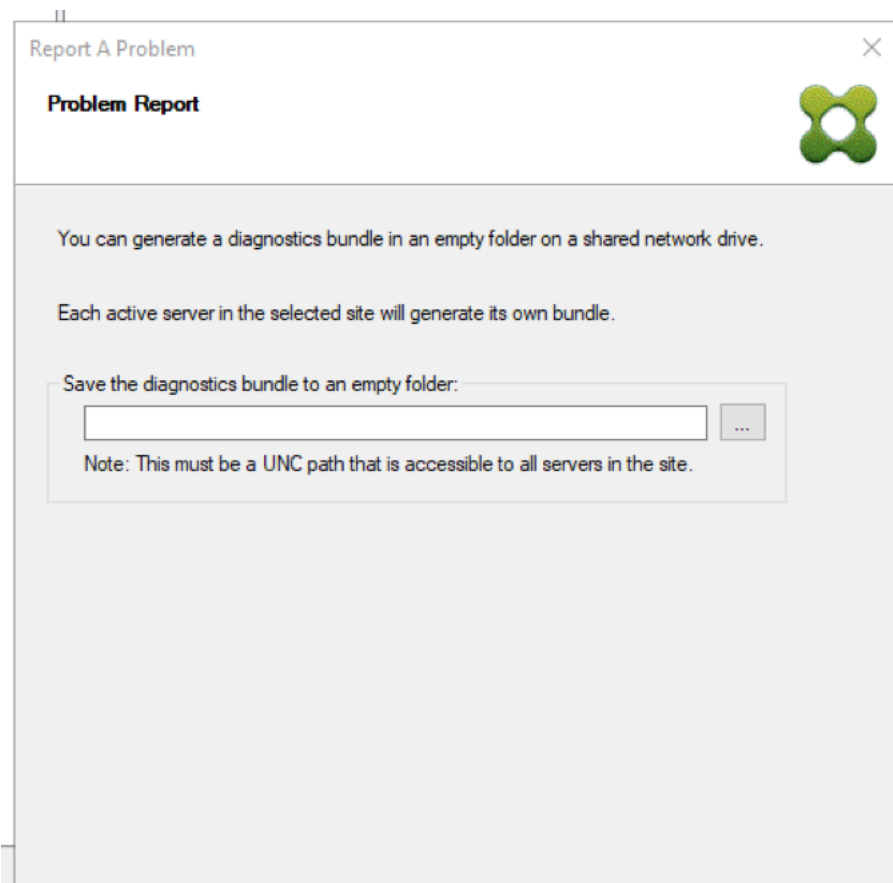 Report A Problem
Problem Report
You can generate a diagnostics bundle in an empty folder on a shared network drive.
Each active server in the selected site will generate its own bundle.
Save the diagnostics bundle to an empty folder:
...
Note: This must be a UNC path that is accessible to all servers in the site.